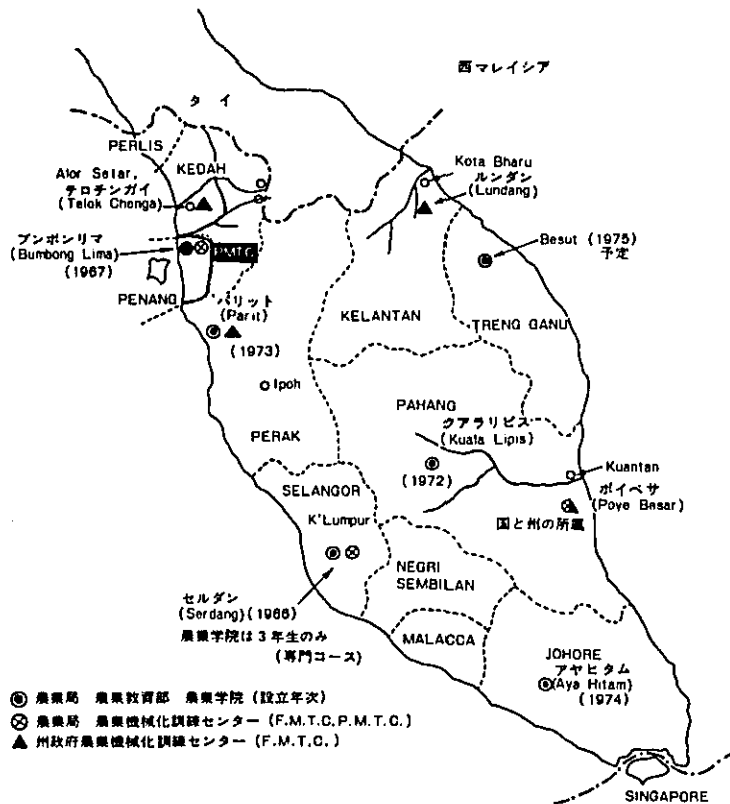 西マレイシア
タイ
PERLIS
KEDAH
Alor Setar,
テロチンガイ
(Telok Chenga)
Kota Bharu
ルンダン
(Lundang)
ブンボンリマ
(Bumbong Lima)
(1967)
P.M.T.C.
Besut (1975)
予定
PENANG
パリット
(Parit)
(1973)
KELANTAN
TRENG GANU
Ipoh
PAHANG
クアラリピス
(Kuala Lipis)
PERAK
(1972)
Kuantan
ポイベサ
(Poye Besar)
国と州の所属
SELANGOR
K'Lumpur
NEGRI
SEMBILAN
セルダン
(Serdang) (1966)
農業学院は3年生のみ
(専門コース)
MALACCA
JOHORE
アヤヒタム
(Aya Hitam)
(1974)
農業局 農業教育部 農業学院 (設立年次)
農業局 農業機械化訓練センター (F.M.T.C.P.M.T.C.)
州政府農業機械化訓練センター (F.M.T.C.)
SINGAPORE